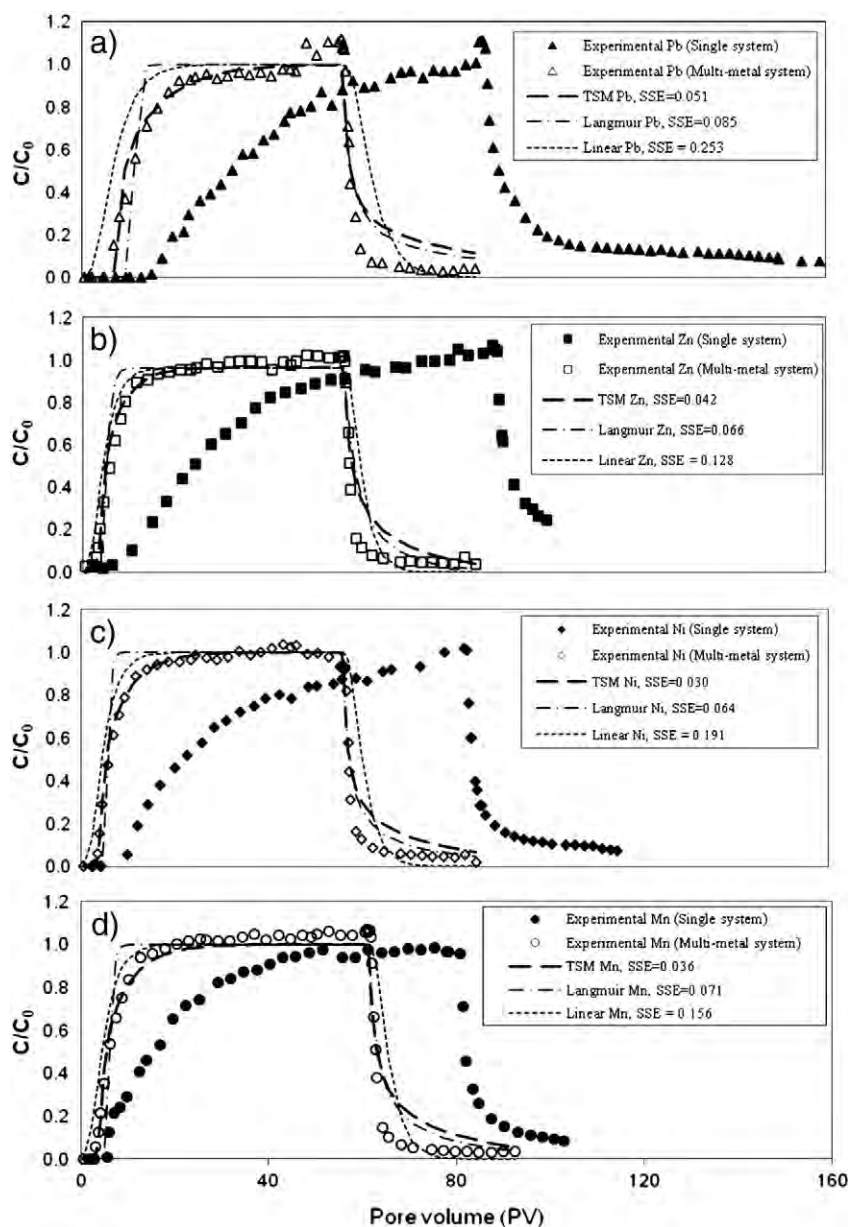 a)
1.2
1.0
0.8
0.6
0.4
0.2
0.0
C/C₀
Experimental Pb (Single system)
Experimental Pb (Multi-metal system)
TSM Pb, SSE=0.051
Langmuir Pb, SSE=0.085
Linear Pb, SSE = 0.253
b)
1.2
1.0
0.8
0.6
0.4
0.2
0.0
C/C₀
Experimental Zn (Single system)
Experimental Zn (Multi-metal system)
TSM Zn, SSE=0.042
Langmuir Zn, SSE=0.066
Linear Zn, SSE = 0.128
c)
1.2
1.0
0.8
0.6
0.4
0.2
0.0
C/C₀
Experimental Ni (Single system)
Experimental Ni (Multi-metal system)
TSM Ni, SSE=0.030
Langmuir Ni, SSE=0.064
Linear Ni, SSE = 0.191
d)
1.2
1.0
0.8
0.6
0.4
0.2
0.0
C/C₀
Experimental Mn (Single system)
Experimental Mn (Multi-metal system)
TSM Mn, SSE=0.036
Langmuir Mn, SSE=0.071
Linear Mn, SSE = 0.156
0 40 80 120 160
Pore volume (PV)